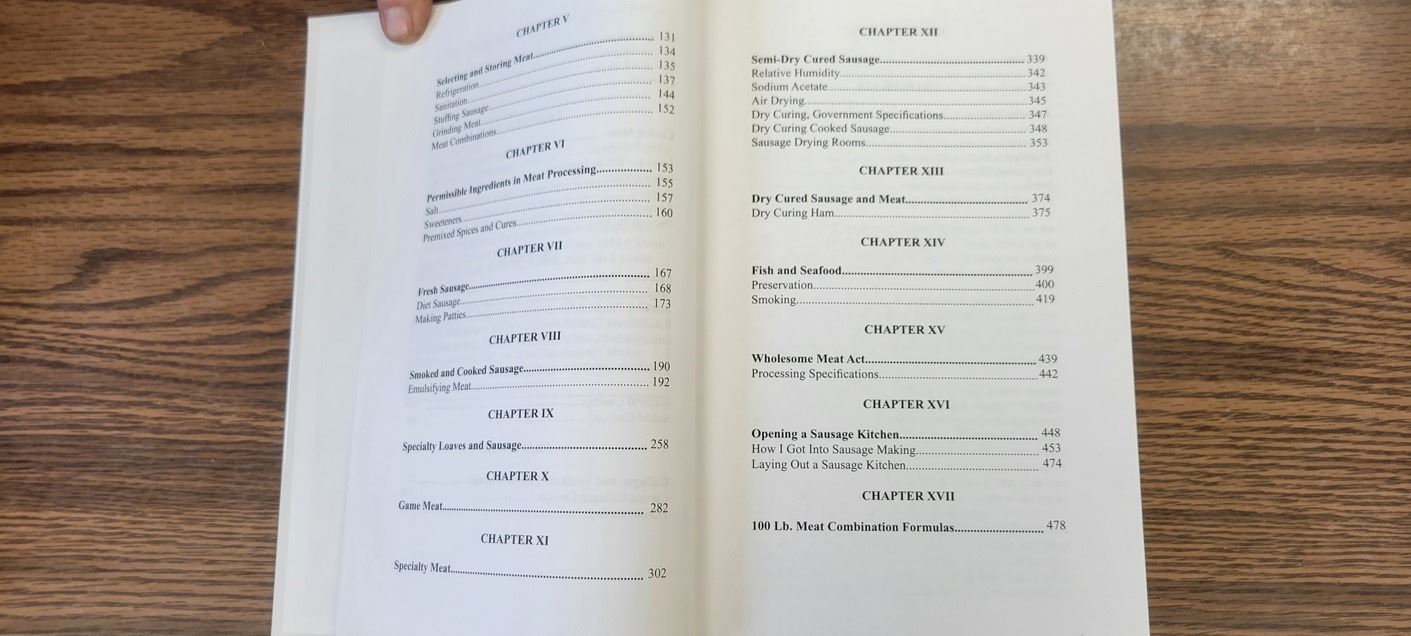 CHAPTER V
Selecting and Storing Meat........................ 131
Refrigeration........................ 134
Sanitation........................ 135
Stuffing Sausage........................ 137
Grinding Meat........................ 144
Meat Combinations........................ 152
CHAPTER VI
Permissible Ingredients in Meat Processing................ 153
Salt........................ 155
Sweeteners........................ 157
Premixed Spices and Cures........................ 160
CHAPTER VII
Fresh Sausage........................ 167
Diet Sausage........................ 168
Making Patties........................ 173
CHAPTER VIII
Smoked and Cooked Sausage........................ 190
Emulsifying Meat........................ 192
CHAPTER IX
Specialty Loaves and Sausage........................ 258
CHAPTER X
Game Meat........................ 282
CHAPTER XI
Specialty Meat........................ 302
CHAPTER XII
Semi-Dry Cured Sausage........................ 339
Relative Humidity........................ 342
Sodium Acetate........................ 343
Air Drying........................ 345
Dry Curing, Government Specifications........................ 347
Dry Curing Cooked Sausage........................ 348
Sausage Drying Rooms........................ 353
CHAPTER XIII
Dry Cured Sausage and Meat........................ 374
Dry Curing Ham........................ 375
CHAPTER XIV
Fish and Seafood........................ 399
Preservation........................ 400
Smoking........................ 419
CHAPTER XV
Wholesome Meat Act........................ 439
Processing Specifications........................ 442
CHAPTER XVI
Opening a Sausage Kitchen........................ 448
How I Got Into Sausage Making........................ 453
Laying Out a Sausage Kitchen........................ 474
CHAPTER XVII
100 Lb. Meat Combination Formulas........................ 478